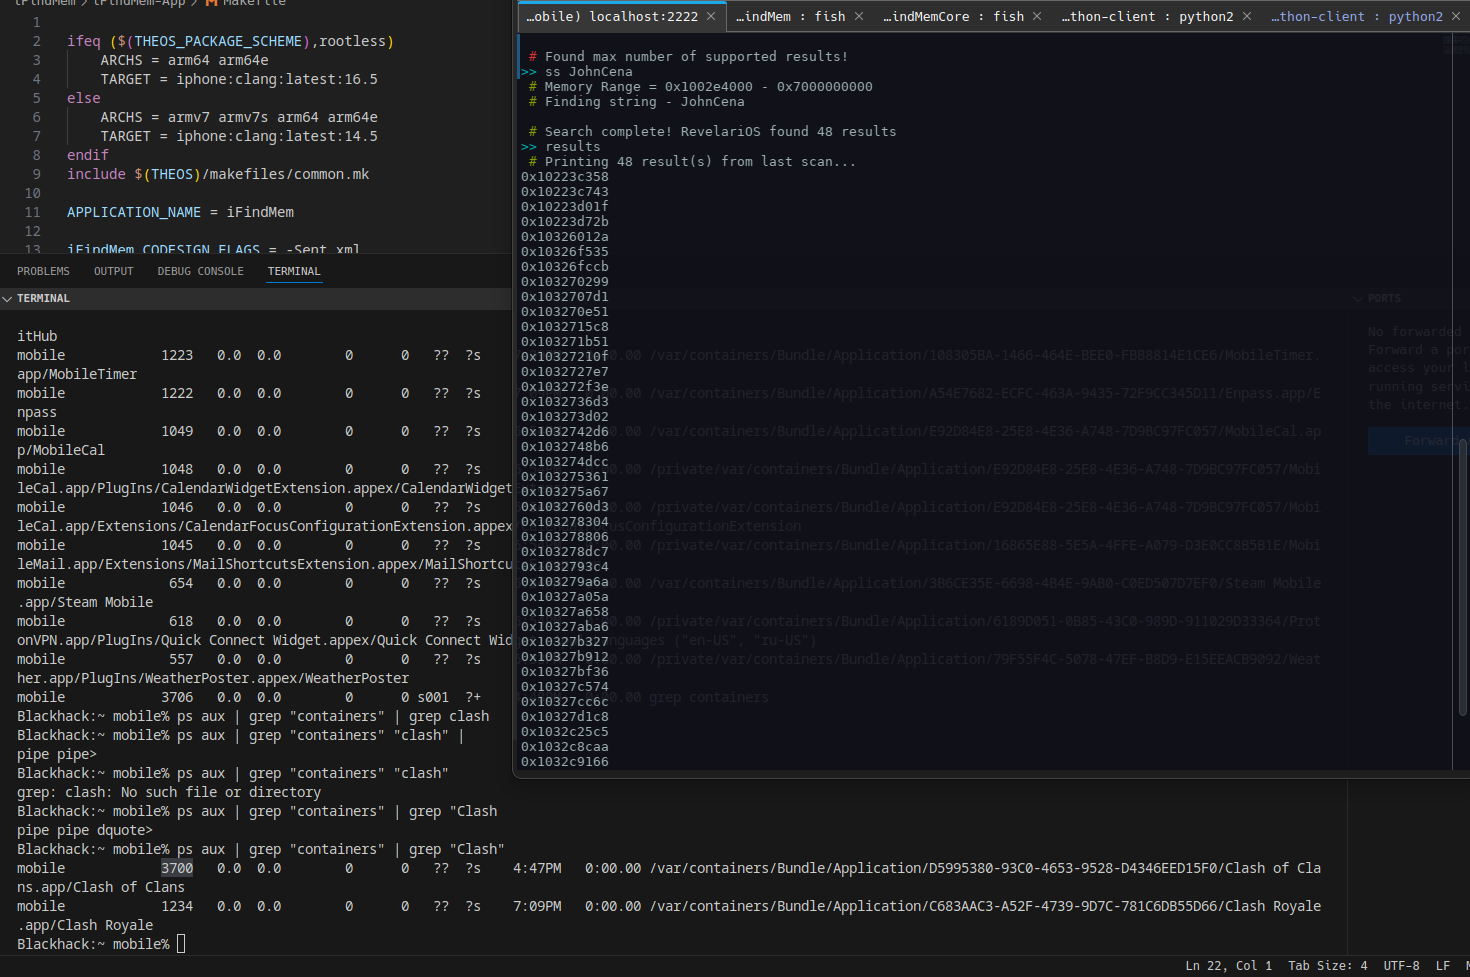 iFindMem > iFindMem-App > Makefile
1
2 ifeq ($(THEOS_PACKAGE_SCHEME),rootless)
3 ARCHS = arm64 arm64e
4 TARGET = iphone:clang:latest:16.5
5 else
6 ARCHS = armv7 armv7s arm64 arm64e
7 TARGET = iphone:clang:latest:14.5
8 endif
9 include $(THEOS)/makefiles/common.mk
10
11 APPLICATION_NAME = iFindMem
12
13 iFindMem_CODESIGN_FLAGS = -Sent.xml
PROBLEMS OUTPUT DEBUG CONSOLE TERMINAL
TERMINAL
itHub
mobile 1223 0.0 0.0 0 0 ?? ?s
app/MobileTimer
mobile 1222 0.0 0.0 0 0 ?? ?s
npass
mobile 1049 0.0 0.0 0 0 ?? ?s
p/MobileCal
mobile 1048 0.0 0.0 0 0 ?? ?s
leCal.app/PlugIns/CalendarWidgetExtension.appex/CalendarWidget
mobile 1046 0.0 0.0 0 0 ?? ?s
leCal.app/Extensions/CalendarFocusConfigurationExtension.appex
mobile 1045 0.0 0.0 0 0 ?? ?s
leMail.app/Extensions/MailShortcutsExtension.appex/MailShortcu
mobile 654 0.0 0.0 0 0 ?? ?s
.app/Steam Mobile
mobile 618 0.0 0.0 0 0 ?? ?s
onVPN.app/PlugIns/Quick Connect Widget.appex/Quick Connect Wid
mobile 557 0.0 0.0 0 0 ?? ?s
her.app/PlugIns/WeatherPoster.appex/WeatherPoster
mobile 3706 0.0 0.0 0 0 s001 ?+
Blackhack:~ mobile% ps aux | grep "containers" | grep clash
Blackhack:~ mobile% ps aux | grep "containers" "clash" |
pipe pipe>
Blackhack:~ mobile% ps aux | grep "containers" "clash"
grep: clash: No such file or directory
Blackhack:~ mobile% ps aux | grep "containers" | grep "Clash
pipe pipe dquote>
Blackhack:~ mobile% ps aux | grep "containers" | grep "Clash"
mobile 3700 0.0 0.0 0 0 ?? ?s 4:47PM 0:00.00 /var/containers/Bundle/Application/D5995380-93C0-4653-9528-D4346EED15F0/Clash of Cla
ns.app/Clash of Clans
mobile 1234 0.0 0.0 0 0 ?? ?s 7:09PM 0:00.00 /var/containers/Bundle/Application/C683AAC3-A52F-4739-9D7C-781C6DB55D66/Clash Royale
.app/Clash Royale
Blackhack:~ mobile%
…obile) localhost:2222 …indMem : fish …indMemCore : fish …thon-client : python2 …thon-client : python2
# Found max number of supported results!
>> ss JohnCena
# Memory Range = 0x1002e4000 - 0x7000000000
# Finding string - JohnCena
# Search complete! RevelariOS found 48 results
>> results
# Printing 48 result(s) from last scan...
0x10223c358
0x10223c743
0x10223d01f
0x10223d72b
0x10326012a
0x10326f535
0x10326fccb
0x103270299
0x1032707d1
0x103270e51
0x1032715c8
0x103271b51
0x10327210f
0x1032727e7
0x103272f3e
0x1032736d3
0x103273d02
0x1032742d6
0x1032748b6
0x103274dcc
0x103275361
0x103275a67
0x1032760d3
0x103278304
0x103278806
0x103278dc7
0x1032793c4
0x103279a6a
0x10327a05a
0x10327a658
0x10327aba6
0x10327b327
0x10327b912
0x10327bf36
0x10327c574
0x10327cc6c
0x10327d1c8
0x1032c25c5
0x1032c8caa
0x1032c9166
PORTS
No forwarded
Forward a por
access your l
running servi
the internet.
Forward
Ln 22, Col 1 Tab Size: 4 UTF-8 LF